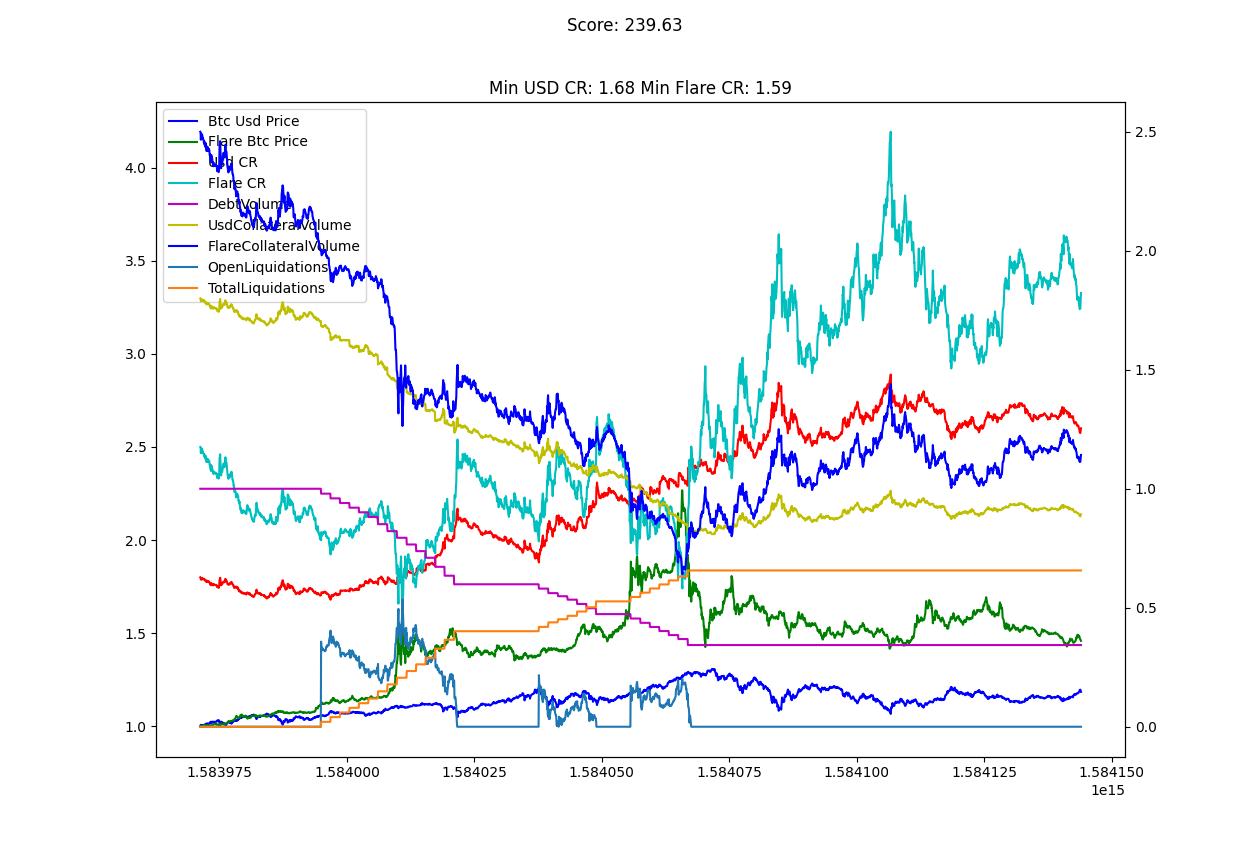 Score: 239.63
Min USD CR: 1.68 Min Flare CR: 1.59
Btc Usd Price
Flare Btc Price
Usd CR
Flare CR
DebtVolume
UsdCollateralVolume
FlareCollateralVolume
OpenLiquidations
TotalLiquidations
4.0
3.5
3.0
2.5
2.0
1.5
1.0
2.5
2.0
1.5
1.0
0.5
0.0
1.583975
1.584000
1.584025
1.584050
1.584075
1.584100
1.584125
1.584150
1e15